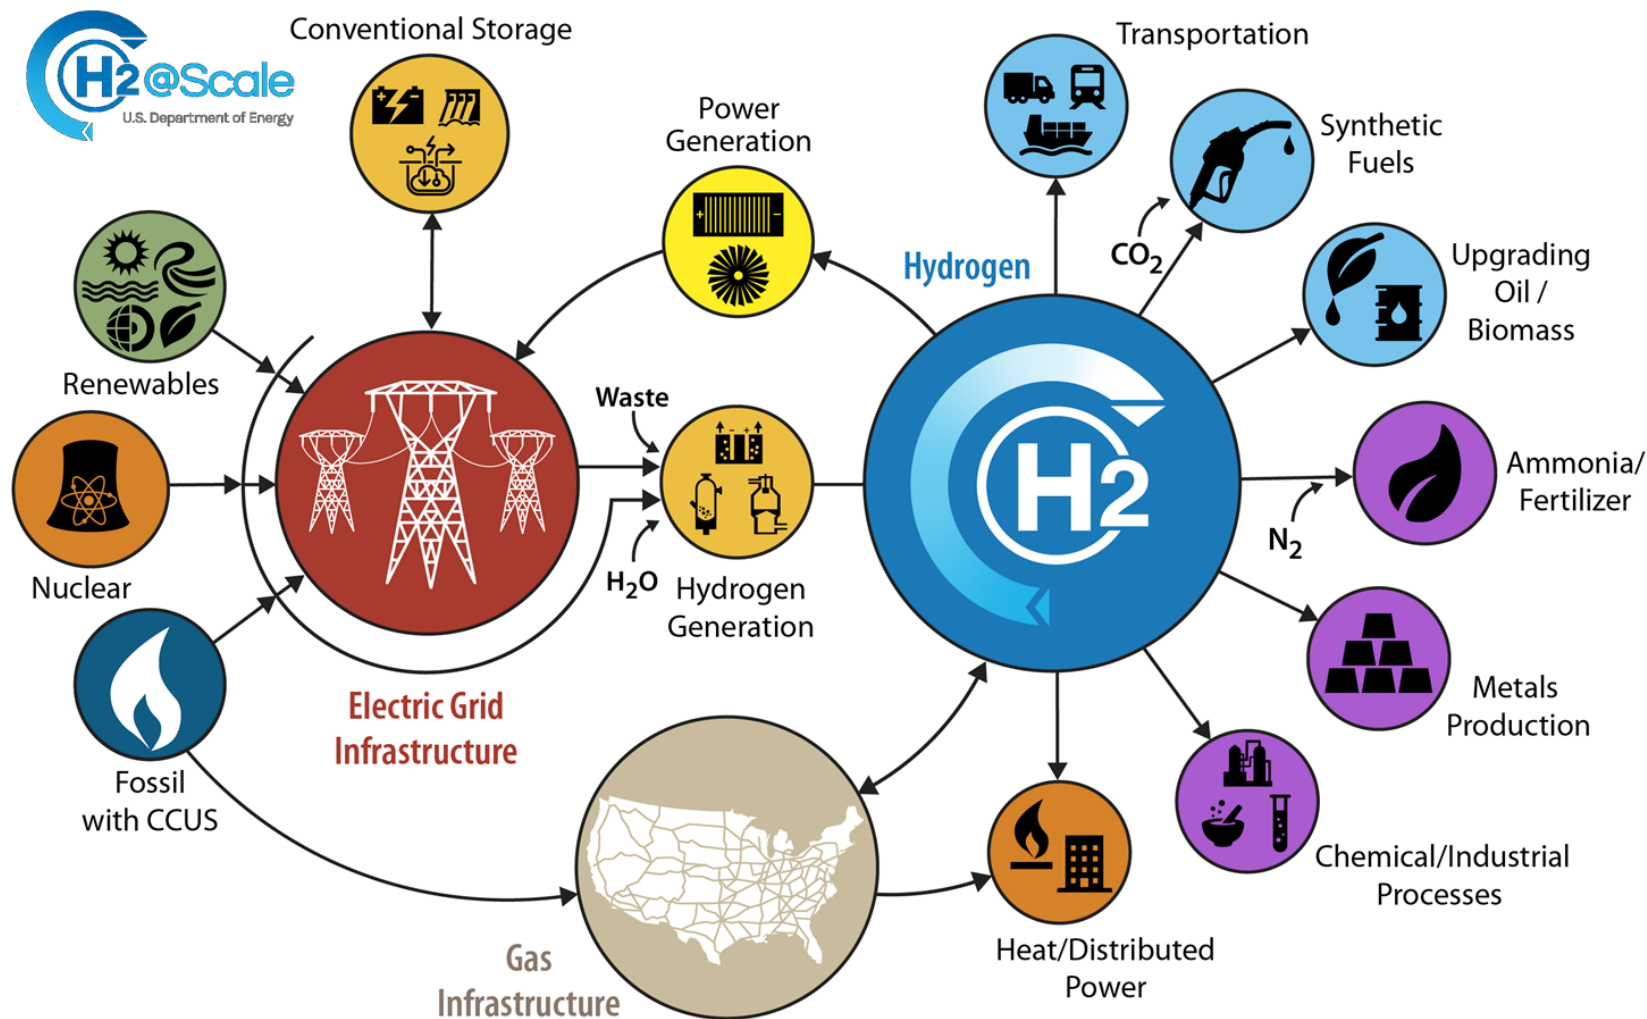 H2@Scale
U.S. Department of Energy
Conventional Storage
Power
Generation
Transportation
Synthetic
Fuels
CO2
Hydrogen
Upgrading
Oil /
Biomass
Renewables
Waste
- +
+ -
H2
Ammonia/
Fertilizer
N2
Nuclear
H2O
Hydrogen
Generation
Electric Grid
Infrastructure
Metals
Production
Fossil
with CCUS
Chemical/Industrial
Processes
Heat/Distributed
Power
Gas
Infrastructure